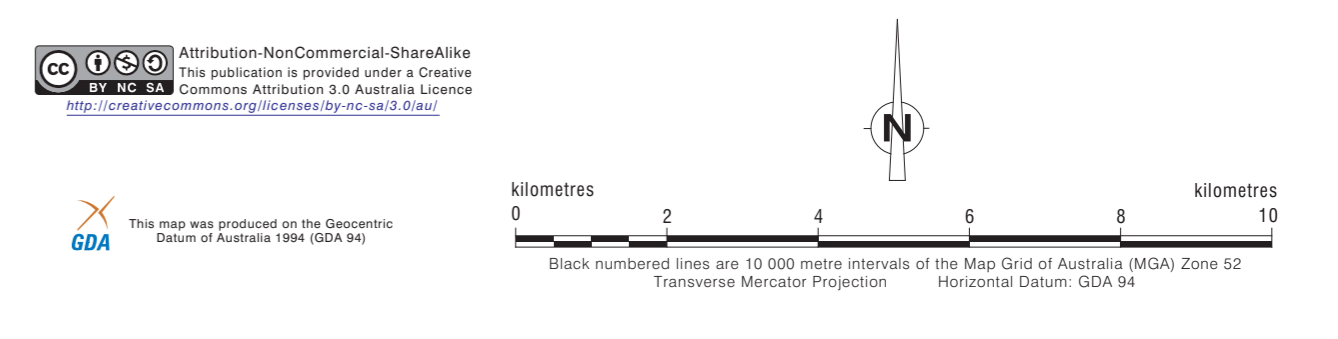 cc
BY NC SA
Attribution-NonCommercial-ShareAlike
This publication is provided under a Creative
Commons Attribution 3.0 Australia Licence
http://creativecommons.org/licenses/by-nc-sa/3.0/au/
N
GDA
This map was produced on the Geocentric
Datum of Australia 1994 (GDA 94)
kilometres kilometres
0 2 4 6 8 10
Black numbered lines are 10 000 metre intervals of the Map Grid of Australia (MGA) Zone 52
Transverse Mercator Projection Horizontal Datum: GDA 94